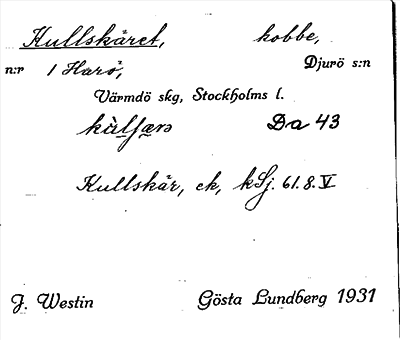 Kullskäret, kobbe,
n:r 1 Harö, Djurö s:n
Värmdö skg, Stockholms l.
Da 43
Kullskär, ek, kSj. 61.8.V
J. Westin Gösta Lundberg 1931